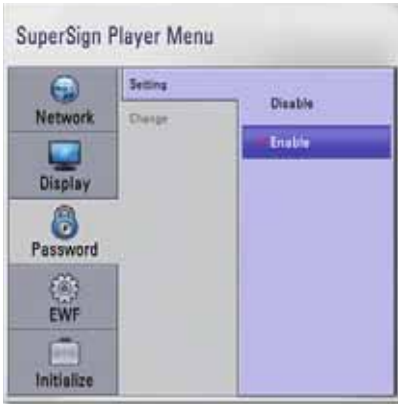 SuperSign Player Menu
Network
Display
Password
EWF
Initialize
Setting
Change
Disable
Enable